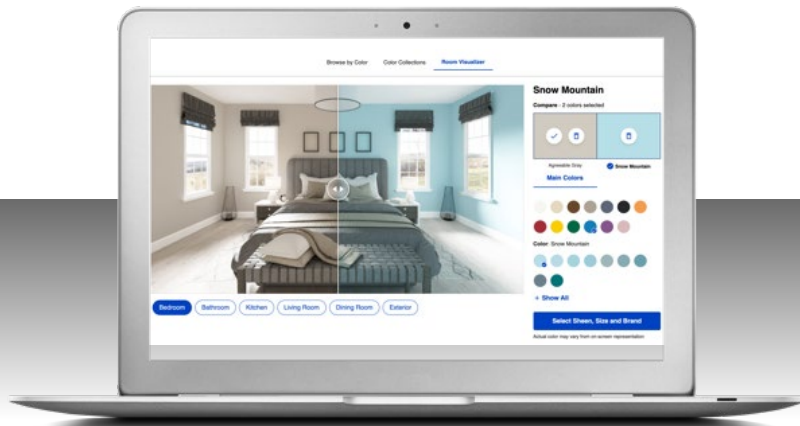 Browse by Color Color Collections Room Visualizer
Snow Mountain
Compare - 2 colors selected
Agreeable Gray Snow Mountain
Main Colors
Color: Snow Mountain
+ Show All
Select Sheen, Size and Brand
Actual color may vary from on-screen representation
Bedroom Bathroom Kitchen Living Room Dining Room Exterior